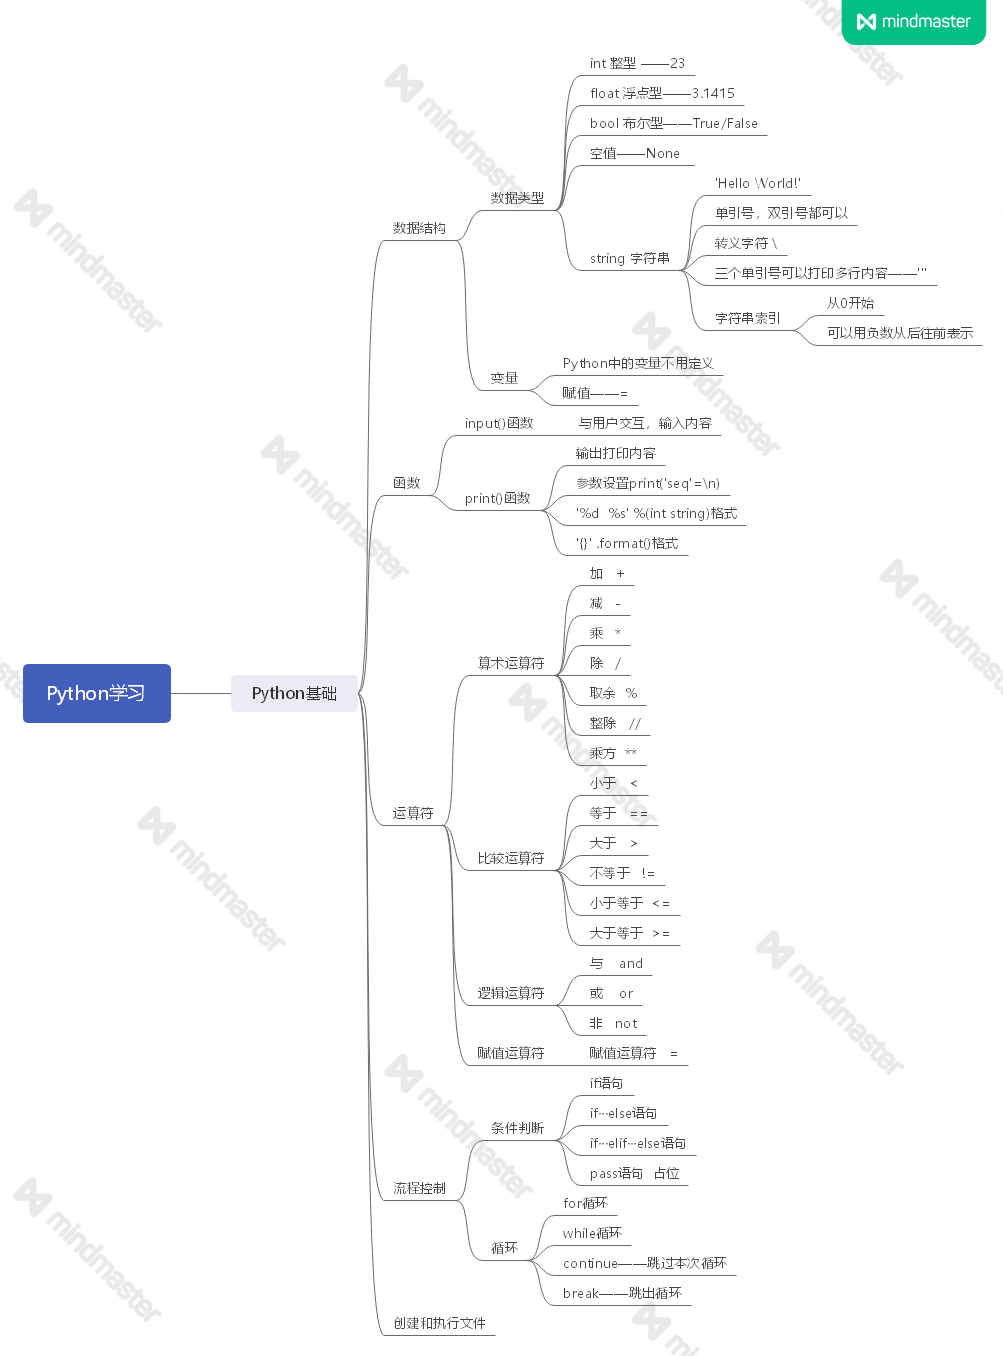 mindmaster
int 整型 ——23
float 浮点型——3.1415
bool 布尔型——True/False
空值——None
数据类型
'Hello World!'
单引号，双引号都可以
转义字符 \
三个单引号可以打印多行内容——'''
string 字符串
字符串索引
从0开始
可以用负数从后往前表示
数据结构
变量
Python中的变量不用定义
赋值——=
input()函数
与用户交互，输入内容
函数
print()函数
输出打印内容
参数设置print('seq'=\n)
'%d %s' %(int string)格式
'{}' .format()格式
Python学习
Python基础
运算符
算术运算符
加 +
减 -
乘 *
除 /
取余 %
整除 //
乘方 **
比较运算符
小于 <
等于 ==
大于 >
不等于 !=
小于等于 <=
大于等于 >=
逻辑运算符
与 and
或 or
非 not
赋值运算符
赋值运算符 =
流程控制
条件判断
if语句
if…else语句
if…elif…else语句
pass语句 占位
循环
for循环
while循环
continue——跳过本次循环
break——跳出循环
创建和执行文件
mindmaster
mindmaster
mindmaster
mindmaster
mindmaster
mindmaster
mindmaster
mindmaster
mindmaster
mindmaster